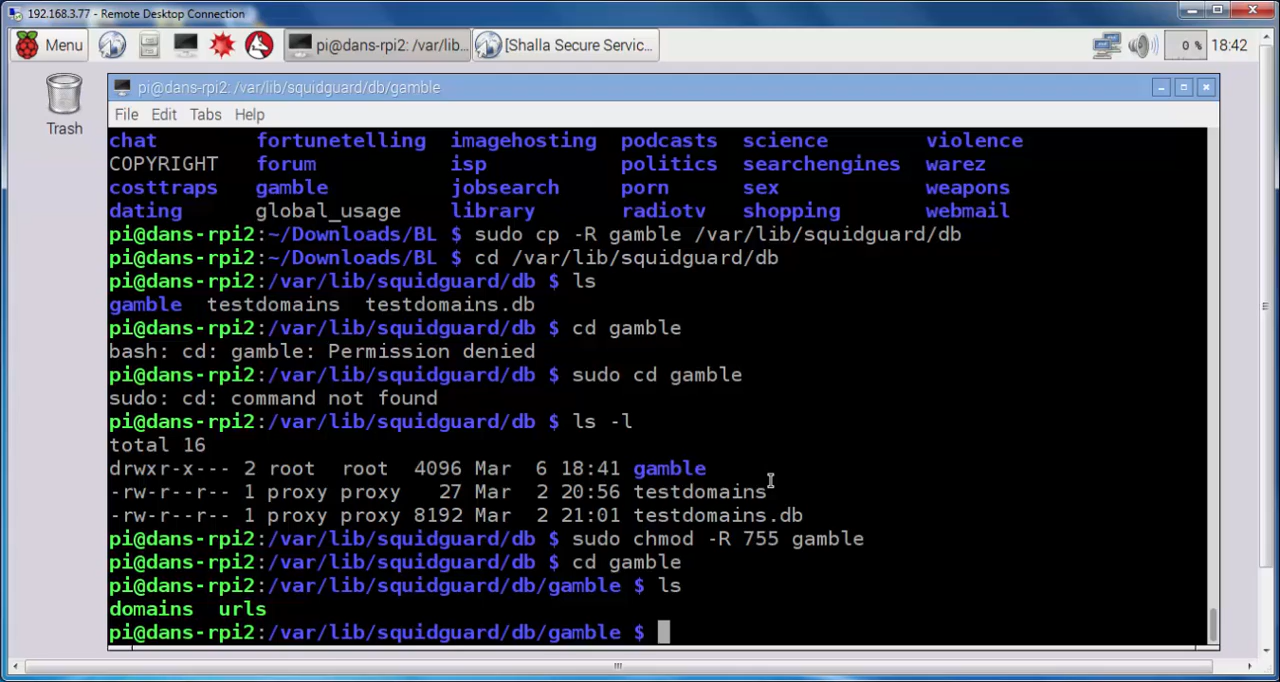 192.168.3.77 - Remote Desktop Connection
Menu pi@dans-rpi2: /var/lib... [Shalla Secure Servic... 0 % 18:42
Trash
pi@dans-rpi2: /var/lib/squidguard/db/gamble
File Edit Tabs Help
chat fortunetelling imagehosting podcasts science violence
COPYRIGHT forum isp politics searchengines warez
costtraps gamble jobsearch porn sex weapons
dating global_usage library radiotv shopping webmail
pi@dans-rpi2:~/Downloads/BL $ sudo cp -R gamble /var/lib/squidguard/db
pi@dans-rpi2:~/Downloads/BL $ cd /var/lib/squidguard/db
pi@dans-rpi2:/var/lib/squidguard/db $ ls
gamble testdomains testdomains.db
pi@dans-rpi2:/var/lib/squidguard/db $ cd gamble
bash: cd: gamble: Permission denied
pi@dans-rpi2:/var/lib/squidguard/db $ sudo cd gamble
sudo: cd: command not found
pi@dans-rpi2:/var/lib/squidguard/db $ ls -l
total 16
drwxr-x--- 2 root root 4096 Mar 6 18:41 gamble
-rw-r--r-- 1 proxy proxy 27 Mar 2 20:56 testdomains
-rw-r--r-- 1 proxy proxy 8192 Mar 2 21:01 testdomains.db
pi@dans-rpi2:/var/lib/squidguard/db $ sudo chmod -R 755 gamble
pi@dans-rpi2:/var/lib/squidguard/db $ cd gamble
pi@dans-rpi2:/var/lib/squidguard/db/gamble $ ls
domains urls
pi@dans-rpi2:/var/lib/squidguard/db/gamble $